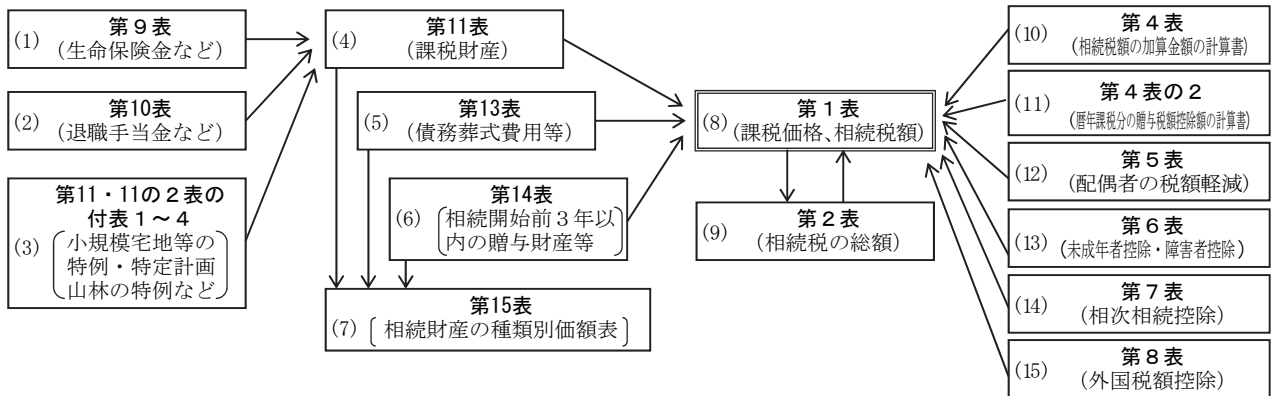 (1) 第９表
（生命保険金など）
(2) 第10表
（退職手当金など）
(3) 第11・11の２表の
付表１～４
小規模宅地等の
特例・特定計画
山林の特例など
(4) 第11表
（課税財産）
(5) 第13表
（債務葬式費用等）
(6) 第14表
相続開始前３年以
内の贈与財産等
(7) 第15表
〔相続財産の種類別価額表〕
(8) 第１表
（課税価格、相続税額）
(9) 第２表
（相続税の総額）
(10) 第４表
（相続税額の加算金額の計算書）
(11) 第４表の２
（暦年課税分の贈与税額控除額の計算書）
(12) 第５表
（配偶者の税額軽減）
(13) 第６表
（未成年者控除・障害者控除）
(14) 第７表
（相次相続控除）
(15) 第８表
（外国税額控除）